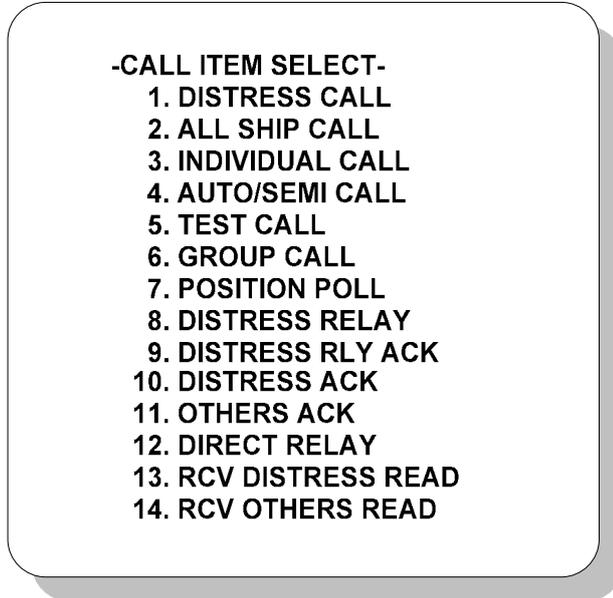 -CALL ITEM SELECT-
1. DISTRESS CALL
2. ALL SHIP CALL
3. INDIVIDUAL CALL
4. AUTO/SEMI CALL
5. TEST CALL
6. GROUP CALL
7. POSITION POLL
8. DISTRESS RELAY
9. DISTRESS RLY ACK
10. DISTRESS ACK
11. OTHERS ACK
12. DIRECT RELAY
13. RCV DISTRESS READ
14. RCV OTHERS READ